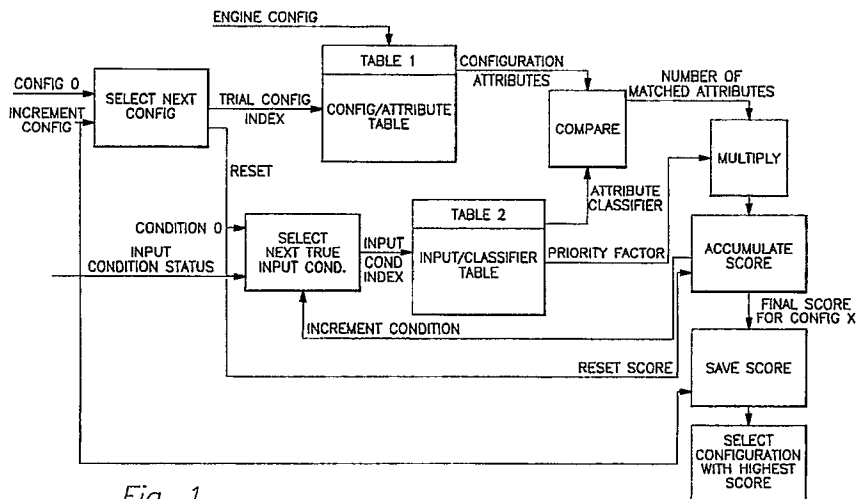 ENGINE CONFIG
TABLE 1
CONFIG/ATTRIBUTE
TABLE
CONFIGURATION
ATTRIBUTES
NUMBER OF
MATCHED ATTRIBUTES
CONFIG 0
INCREMENT
CONFIG
SELECT NEXT
CONFIG
TRIAL CONFIG
INDEX
RESET
COMPARE
MULTIPLY
ATTRIBUTE
CLASSIFIER
CONDITION 0
INPUT
CONDITION STATUS
SELECT
NEXT TRUE
INPUT COND.
INPUT
COND
INDEX
TABLE 2
INPUT/CLASSIFIER
TABLE
PRIORITY FACTOR
ACCUMULATE
SCORE
INCREMENT CONDITION
FINAL SCORE
FOR CONFIG X
RESET SCORE
SAVE SCORE
SELECT
CONFIGURATION
WITH HIGHEST
SCORE
Fig. 1